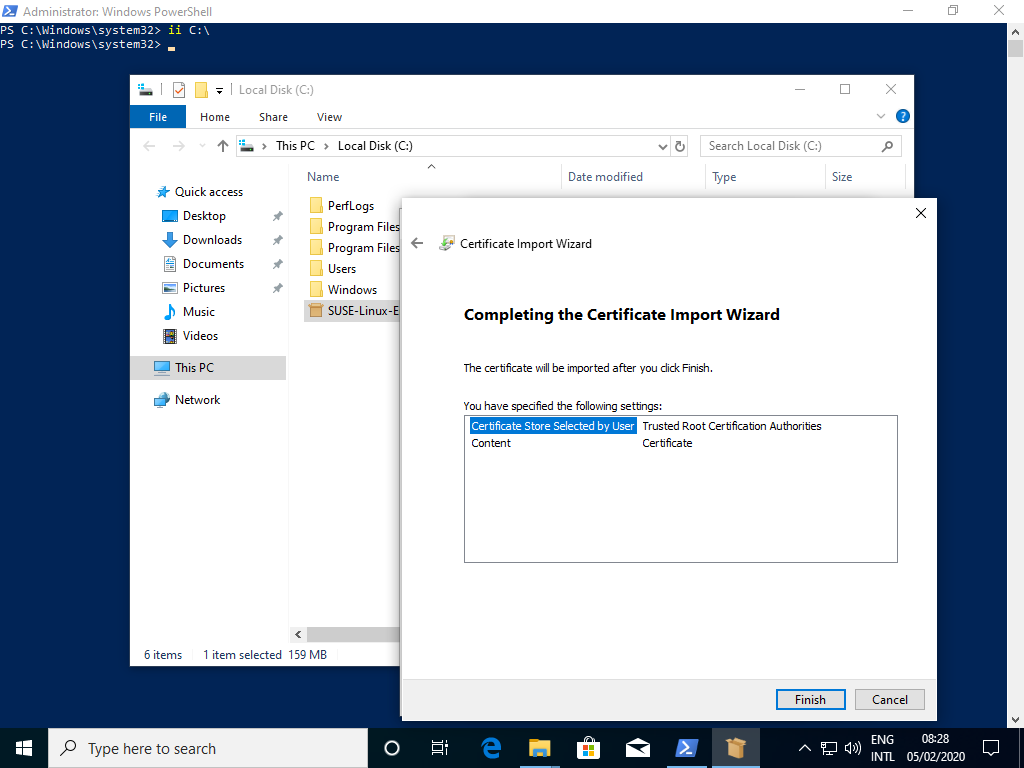 Administrator: Windows PowerShell
PS C:\Windows\system32> ii C:\
PS C:\Windows\system32>
Local Disk (C:)
File Home Share View
This PC Local Disk (C:)
Search Local Disk (C:)
Name Date modified Type Size
Quick access
Desktop
Downloads
Documents
Pictures
Music
Videos
This PC
Network
PerfLogs
Program Files
Program Files
Users
Windows
SUSE-Linux-E
6 items 1 item selected 159 MB
Certificate Import Wizard
Completing the Certificate Import Wizard
The certificate will be imported after you click Finish.
You have specified the following settings:
Certificate Store Selected by User Trusted Root Certification Authorities
Content Certificate
Finish Cancel
Type here to search
ENG
INTL
08:28
05/02/2020